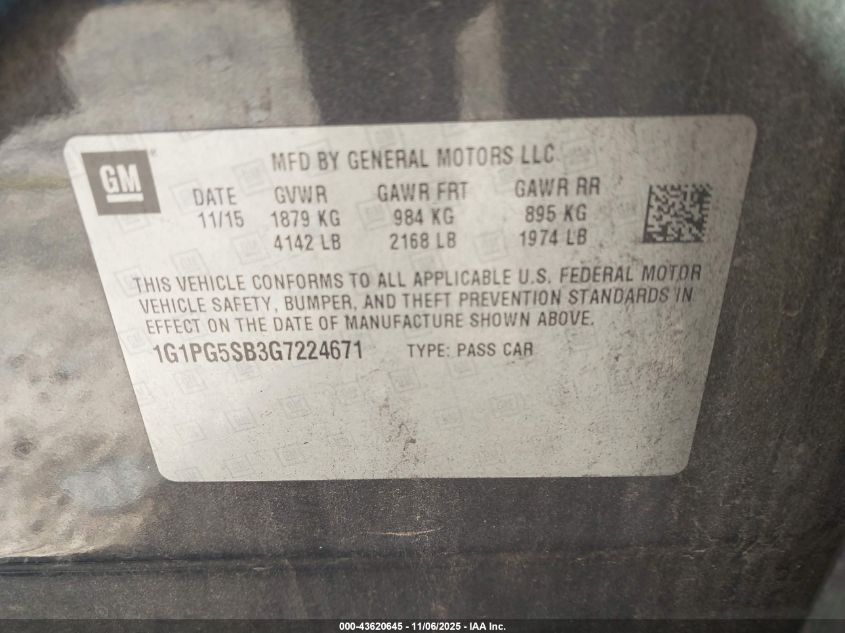 GM
MFD BY GENERAL MOTORS LLC
DATE GVWR GAWR FRT GAWR RR
11/15 1879 KG 984 KG 895 KG
4142 LB 2168 LB 1974 LB
THIS VEHICLE CONFORMS TO ALL APPLICABLE U.S. FEDERAL MOTOR
VEHICLE SAFETY, BUMPER, AND THEFT PREVENTION STANDARDS IN
EFFECT ON THE DATE OF MANUFACTURE SHOWN ABOVE.
1G1PG5SB3G7224671 TYPE: PASS CAR
000-43620645 - 11/06/2025 - IAA Inc.